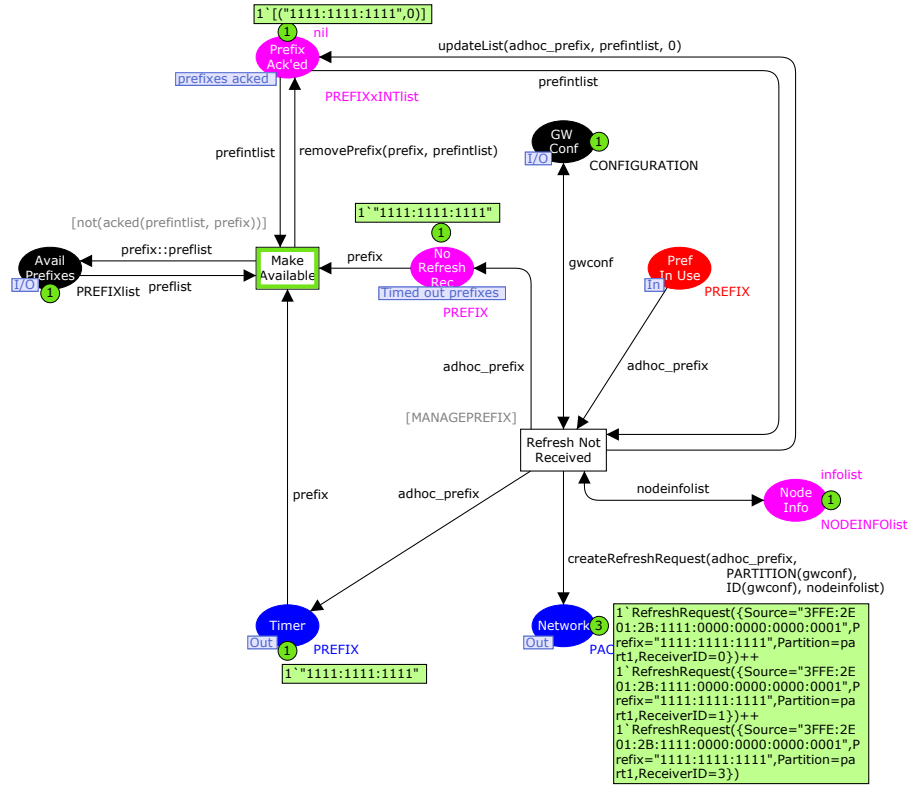 1`[("1111:1111:1111",0)]
1
nil
Prefix
Ack'ed
prefixes acked
PREFIXxINTlist
updateList(adhoc_prefix, prefintlist, 0)
prefintlist
GW
Conf
1
I/O
CONFIGURATION
prefintlist
removePrefix(prefix, prefintlist)
[not(acked(prefintlist, prefix))]
1`"1111:1111:1111"
1
Avail
Prefixes
I/O
1
PREFIXlist
prefix::preflist
preflist
Make
Available
prefix
No
Refresh
Rec
Timed out prefixes
PREFIX
gwconf
Pref
In Use
In
PREFIX
adhoc_prefix
adhoc_prefix
[MANAGEPREFIX]
Refresh Not
Received
infolist
nodeinfolist
Node
Info
1
NODEINFOlist
prefix
adhoc_prefix
createRefreshRequest(adhoc_prefix,
PARTITION(gwconf),
ID(gwconf), nodeinfolist)
Timer
Out
1
PREFIX
1`"1111:1111:1111"
Network
3
Out
PAC
1`RefreshRequest({Source="3FFE:2E
01:2B:1111:0000:0000:0000:0001",P
refix="1111:1111:1111",Partition=pa
rt1,ReceiverID=0})++
1`RefreshRequest({Source="3FFE:2E
01:2B:1111:0000:0000:0000:0001",P
refix="1111:1111:1111",Partition=pa
rt1,ReceiverID=1})++
1`RefreshRequest({Source="3FFE:2E
01:2B:1111:0000:0000:0000:0001",P
refix="1111:1111:1111",Partition=pa
rt1,ReceiverID=3})